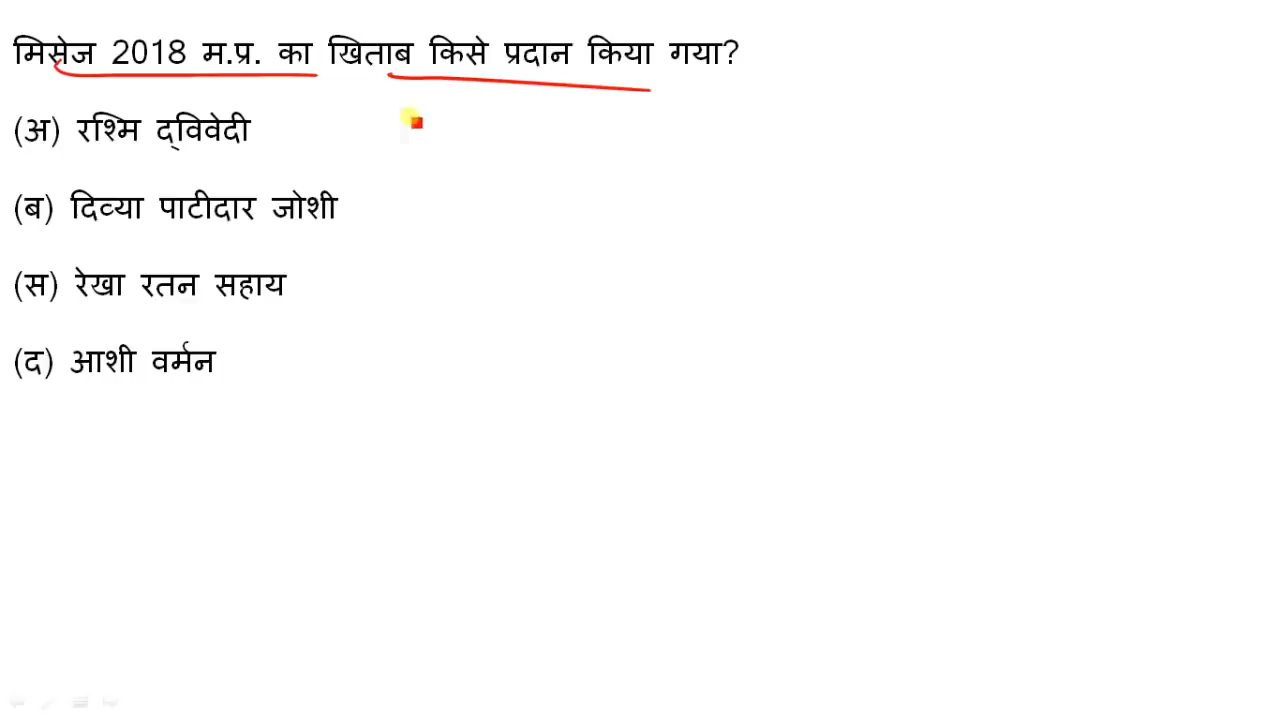 मिसेज 2018 म.प्र. का खिताब किसे प्रदान किया गया?
(अ) रश्मि द्विवेदी
(ब) दिव्या पाटीदार जोशी
(स) रेखा रतन सहाय
(द) आशी वर्मन